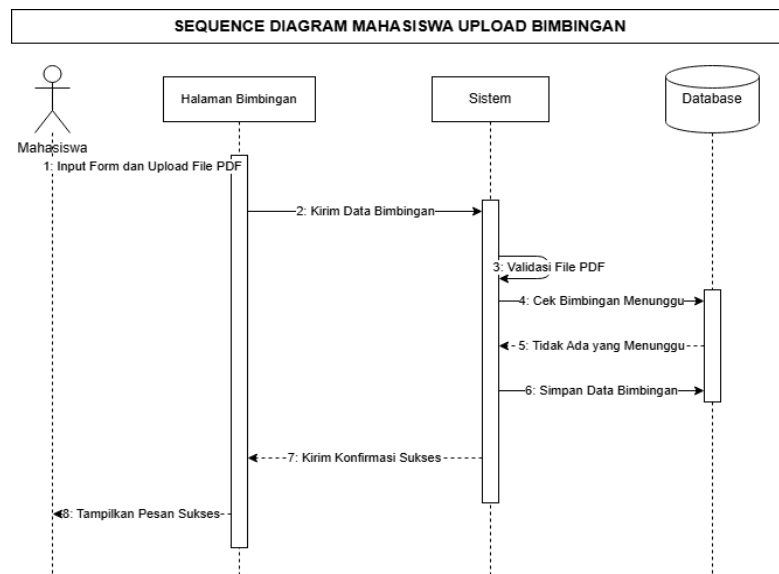 SEQUENCE DIAGRAM MAHASISWA UPLOAD BIMBINGAN
Halaman Bimbingan
Sistem
Database
Mahasiswa
1: Input Form dan Upload File PDF
2: Kirim Data Bimbingan
3: Validasi File PDF
4: Cek Bimbingan Menunggu
5: Tidak Ada yang Menunggu
6: Simpan Data Bimbingan
7: Kirim Konfirmasi Sukses
8: Tampilkan Pesan Sukses